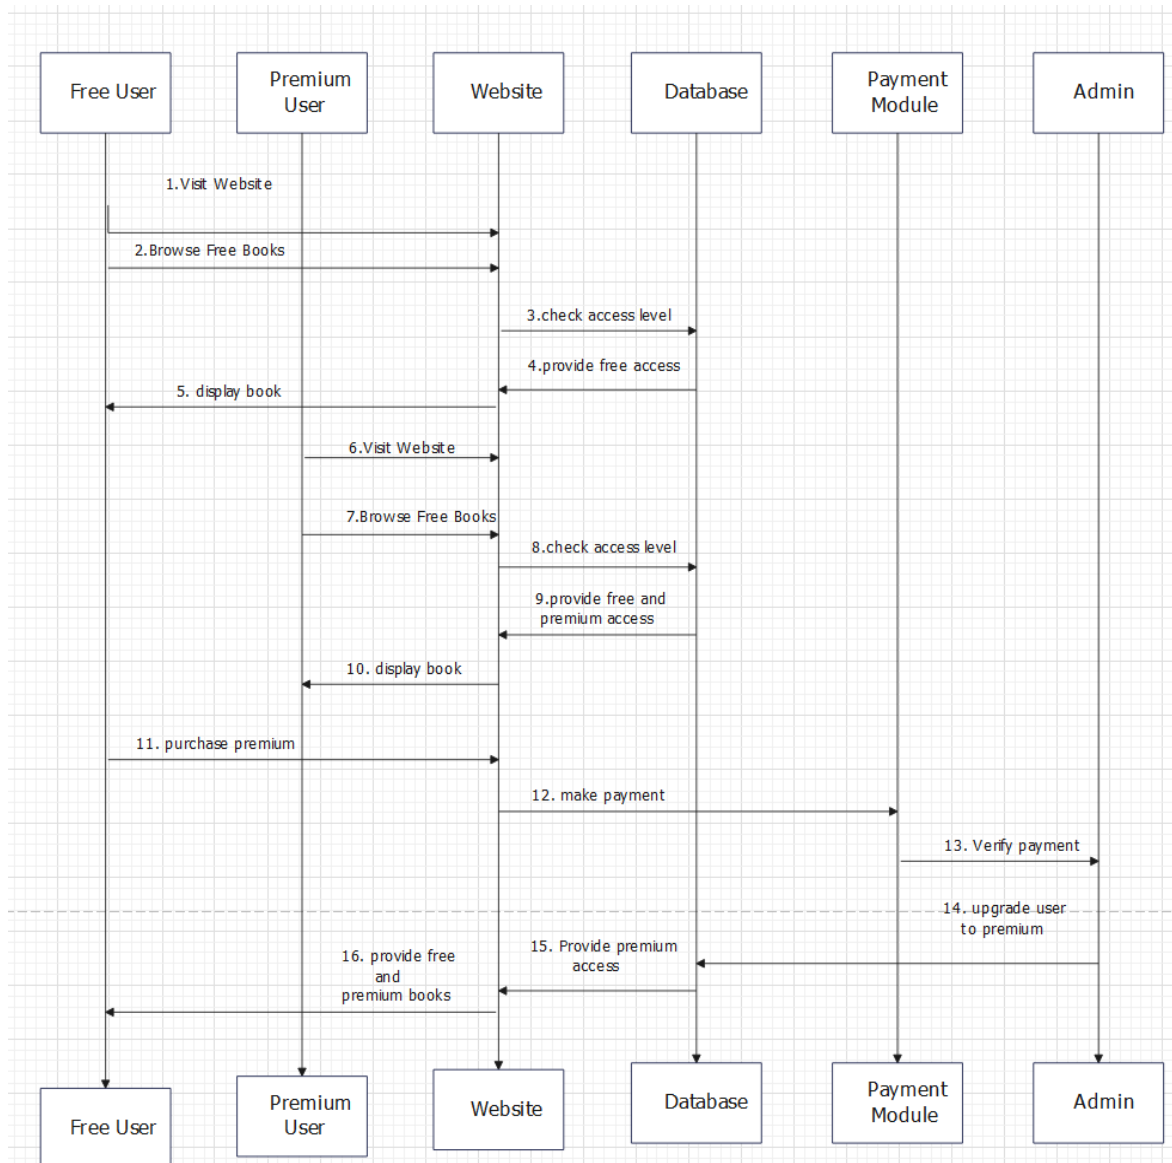 Free User
Premium
User
Website
Database
Payment
Module
Admin
1.Visit Website
2.Browse Free Books
3.check access level
4.provide free access
5. display book
6.Visit Website
7.Browse Free Books
8.check access level
9.provide free and
premium access
10. display book
11. purchase premium
12. make payment
13. Verify payment
14. upgrade user
to premium
15. Provide premium
access
16. provide free
and
premium books
Free User
Premium
User
Website
Database
Payment
Module
Admin